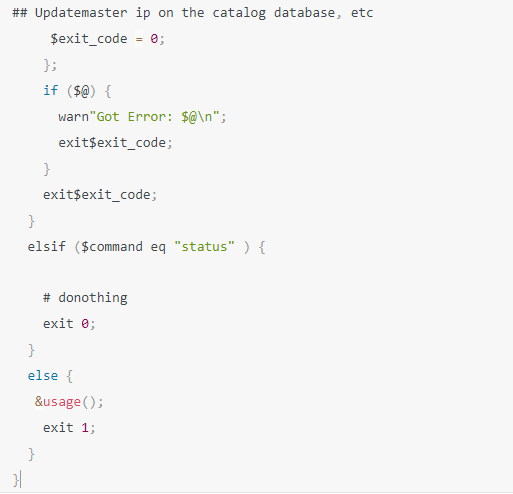 ## Updatemaster ip on the catalog database, etc
$exit_code = 0;
};
if ($@) {
warn"Got Error: $@\n";
exit$exit_code;
}
exit$exit_code;
}
elsif ($command eq "status" ) {
# donothing
exit 0;
}
else {
&usage();
exit 1;
}
}